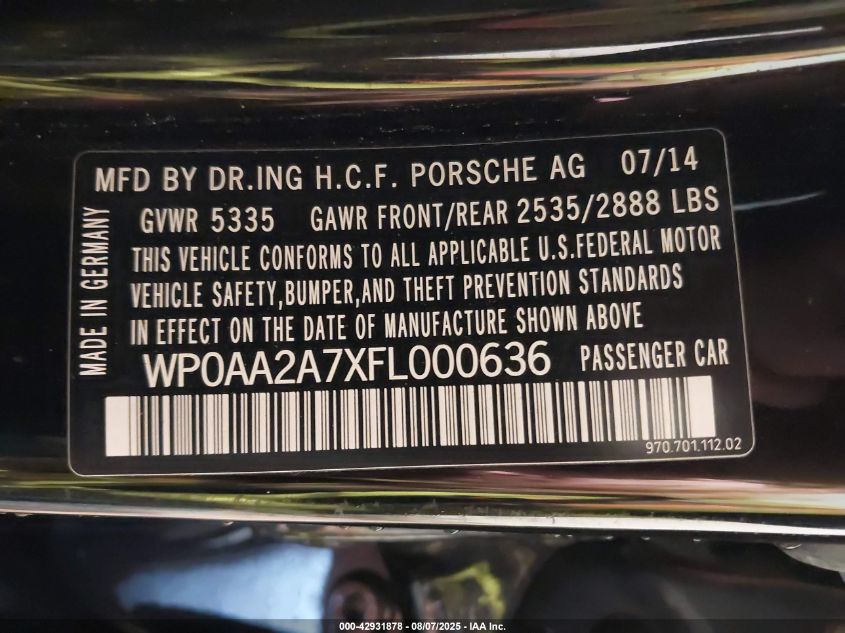 MFD BY DR.ING H.C.F. PORSCHE AG 07/14
GVWR 5335 GAWR FRONT/REAR 2535/2888 LBS
THIS VEHICLE CONFORMS TO ALL APPLICABLE U.S.FEDERAL MOTOR
VEHICLE SAFETY,BUMPER,AND THEFT PREVENTION STANDARDS
IN EFFECT ON THE DATE OF MANUFACTURE SHOWN ABOVE
MADE IN GERMANY
WP0AA2A7XFL000636 PASSENGER CAR
970.701.112.02
000-42931878 - 08/07/2025 - IAA Inc.